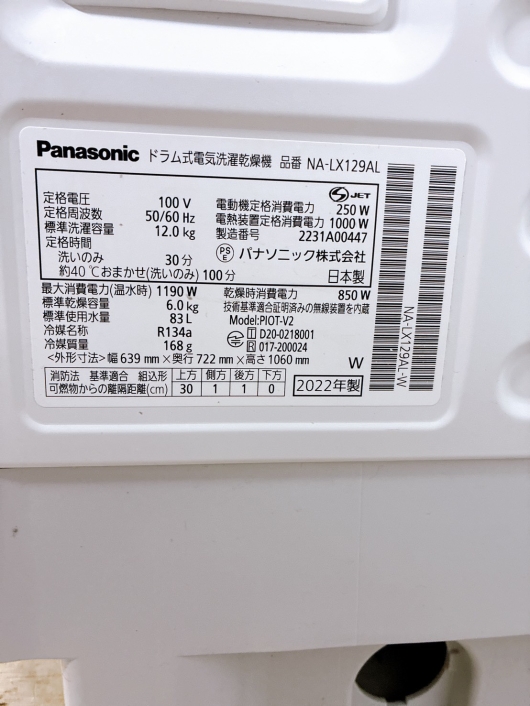 Panasonic ドラム式電気洗濯乾燥機 品番 NA-LX129AL
定格電圧 100 V
定格周波数 50/60 Hz
標準洗濯容量 12.0 kg
定格時間
洗いのみ 30分
約40℃おまかせ(洗いのみ) 100分
S JET
電動機定格消費電力 250 W
電熱装置定格消費電力 1000 W
製造番号 2231A00447
PSE パナソニック株式会社
日本製
最大消費電力(温水時) 1190 W
標準乾燥容量 6.0 kg
標準使用水量 83 L
冷媒名称 R134a
冷媒質量 168 g
乾燥時消費電力 850 W
技術基準適合証明済みの無線装置を内蔵
Model:PIOT-V2
T D20-0218001
R 017-200024
<外形寸法> 幅 639 mm × 奥行 722 mm × 高さ 1060 mm
W
消防法 基準適合 組込形 上方 側方 後方 下方
可燃物からの離隔距離(cm) 30 1 1 0
2022年製
NA-LX129AL-W